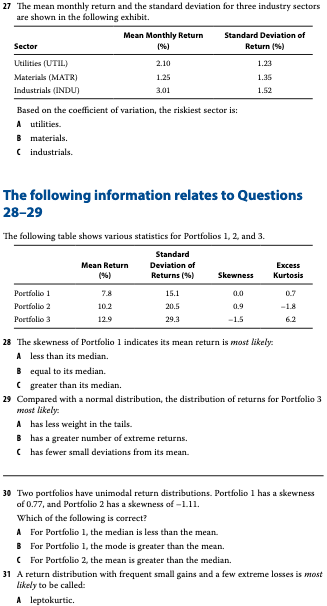 27 The mean monthly return and the standard deviation for three industry sectors
are shown in the following exhibit.
Sector Mean Monthly Return (%) Standard Deviation of Return (%)
Utilities (UTIL) 2.10 1.23
Materials (MATR) 1.25 1.35
Industrials (INDU) 3.01 1.52
Based on the coefficient of variation, the riskiest sector is:
A utilities.
B materials.
C industrials.
The following information relates to Questions
28–29
The following table shows various statistics for Portfolios 1, 2, and 3.
Mean Return (%) Standard Deviation of Returns (%) Skewness Excess Kurtosis
Portfolio 1 7.8 15.1 0.0 0.7
Portfolio 2 10.2 20.5 0.9 −1.8
Portfolio 3 12.9 29.3 −1.5 6.2
28 The skewness of Portfolio 1 indicates its mean return is most likely:
A less than its median.
B equal to its median.
C greater than its median.
29 Compared with a normal distribution, the distribution of returns for Portfolio 3
most likely:
A has less weight in the tails.
B has a greater number of extreme returns.
C has fewer small deviations from its mean.
30 Two portfolios have unimodal return distributions. Portfolio 1 has a skewness
of 0.77, and Portfolio 2 has a skewness of −1.11.
Which of the following is correct?
A For Portfolio 1, the median is less than the mean.
B For Portfolio 1, the mode is greater than the mean.
C For Portfolio 2, the mean is greater than the median.
31 A return distribution with frequent small gains and a few extreme losses is most
likely to be called:
A leptokurtic.